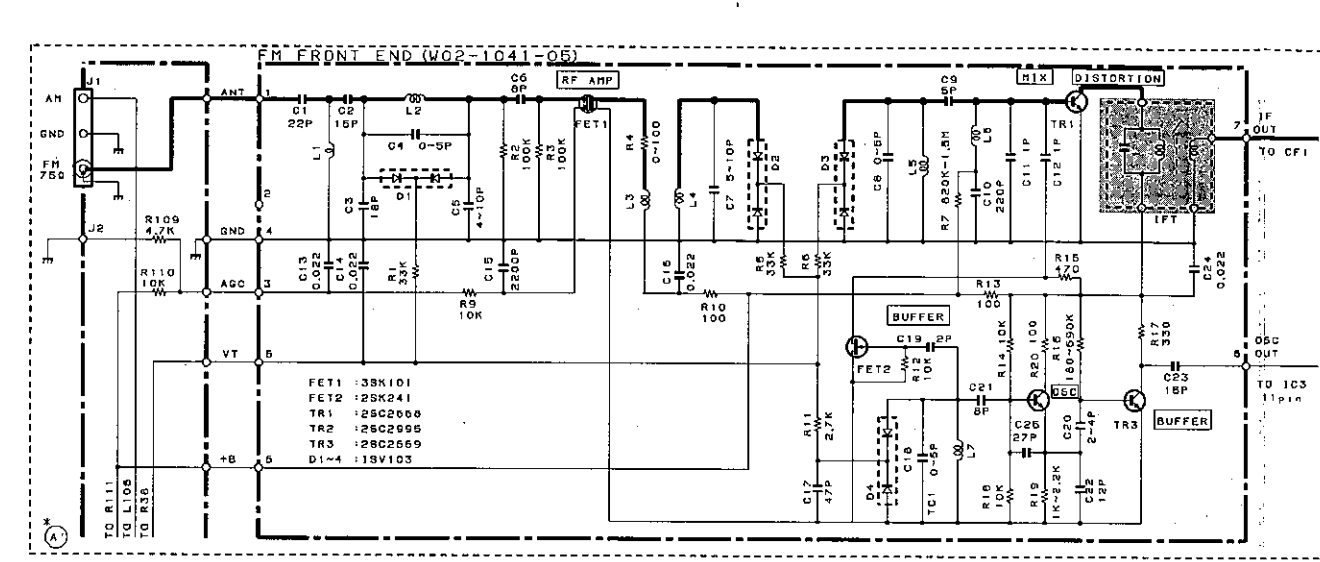 FM FRONT END (W02-1041-05)
J1
AM
GND
FM
75Ω
J2
R109
4.7K
R110
10K
ANT
1
2
GND
4
AGC
3
VT
5
+B
TO R111
TO L105
TO R36
*
A
C1
22P
C2
15P
L1
L2
C4 0-5P
D1
C3
18P
C5
4~10P
C6
8P
R2
100K
R3
100K
RF AMP
FET1
C13
0.022
C14
0.022
R1
33K
C15
2200P
R9
10K
R4
0~100
L3
L4
C7 5~10P
D2
D3
C16
0.022
R10
100
R5
33K
R6
33K
C8 0-5P
L5
C9
5P
R7 820K-1.5M
L6
C10
220P
C11 1P
C12 1P
MIX
TR1
DISTORTION
IFT
7
IF
OUT
TO CF1
C24
0.022
R15
470
R13
100
BUFFER
FET2
C19 2P
R12
10K
R14 10K
R20 100
R16
180~690K
R17
330
C23
15P
OSC
OUT
TO IC3
11pin
C21
8P
OSC
TR3
BUFFER
R11
2.7K
C17
47P
D4
C18
0-5P
TC1
L7
C25
27P
C20
2-4P
R18
10K
R19
1K~2.2K
C22
12P
FET1 :3SK101
FET2 :2SK241
TR1 :2SC2668
TR2 :2SC2995
TR3 :2SC2669
D1~4 :1SV103